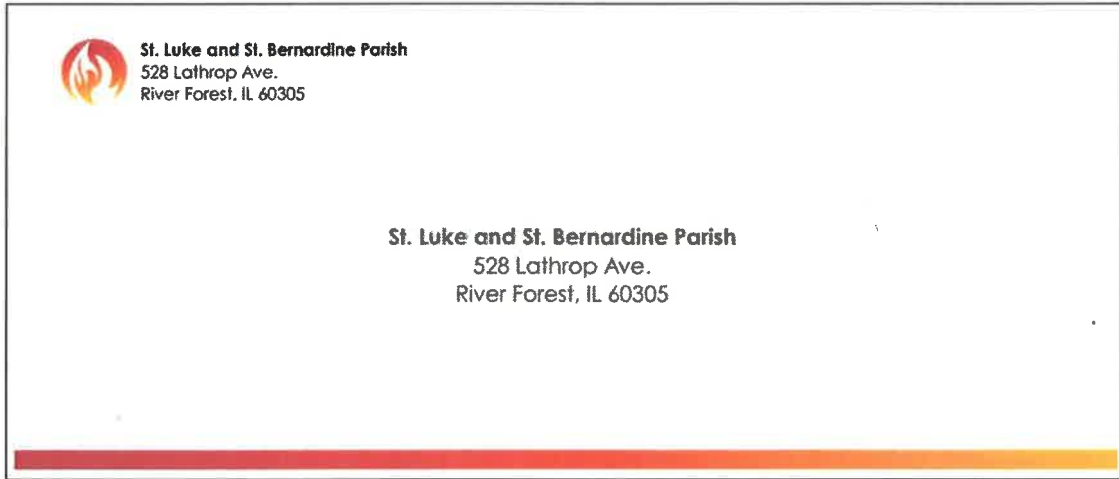 St. Luke and St. Bernardine Parish
528 Lathrop Ave.
River Forest, IL 60305
St. Luke and St. Bernardine Parish
528 Lathrop Ave.
River Forest, IL 60305